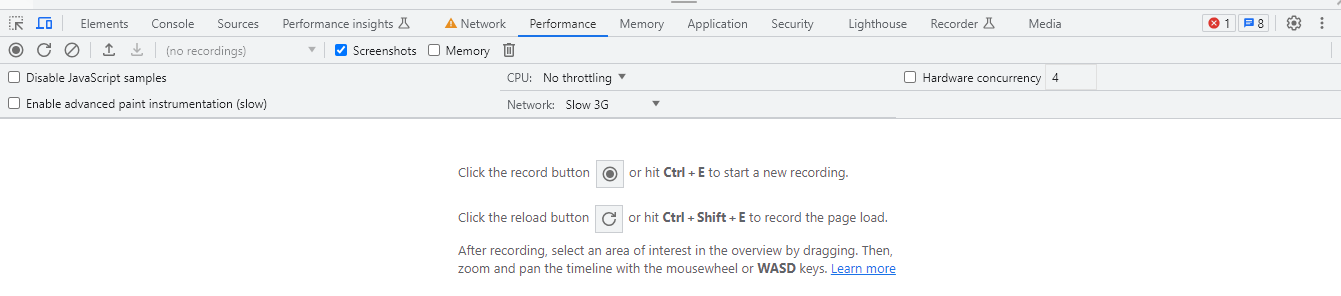 Elements Console Sources Performance insights Network Performance Memory Application Security Lighthouse Recorder Media 1 8
(no recordings) Screenshots Memory
Disable JavaScript samples CPU: No throttling Hardware concurrency 4
Enable advanced paint instrumentation (slow) Network: Slow 3G
Click the record button or hit Ctrl + E to start a new recording.
Click the reload button or hit Ctrl + Shift + E to record the page load.
After recording, select an area of interest in the overview by dragging. Then,
zoom and pan the timeline with the mousewheel or WASD keys. Learn more